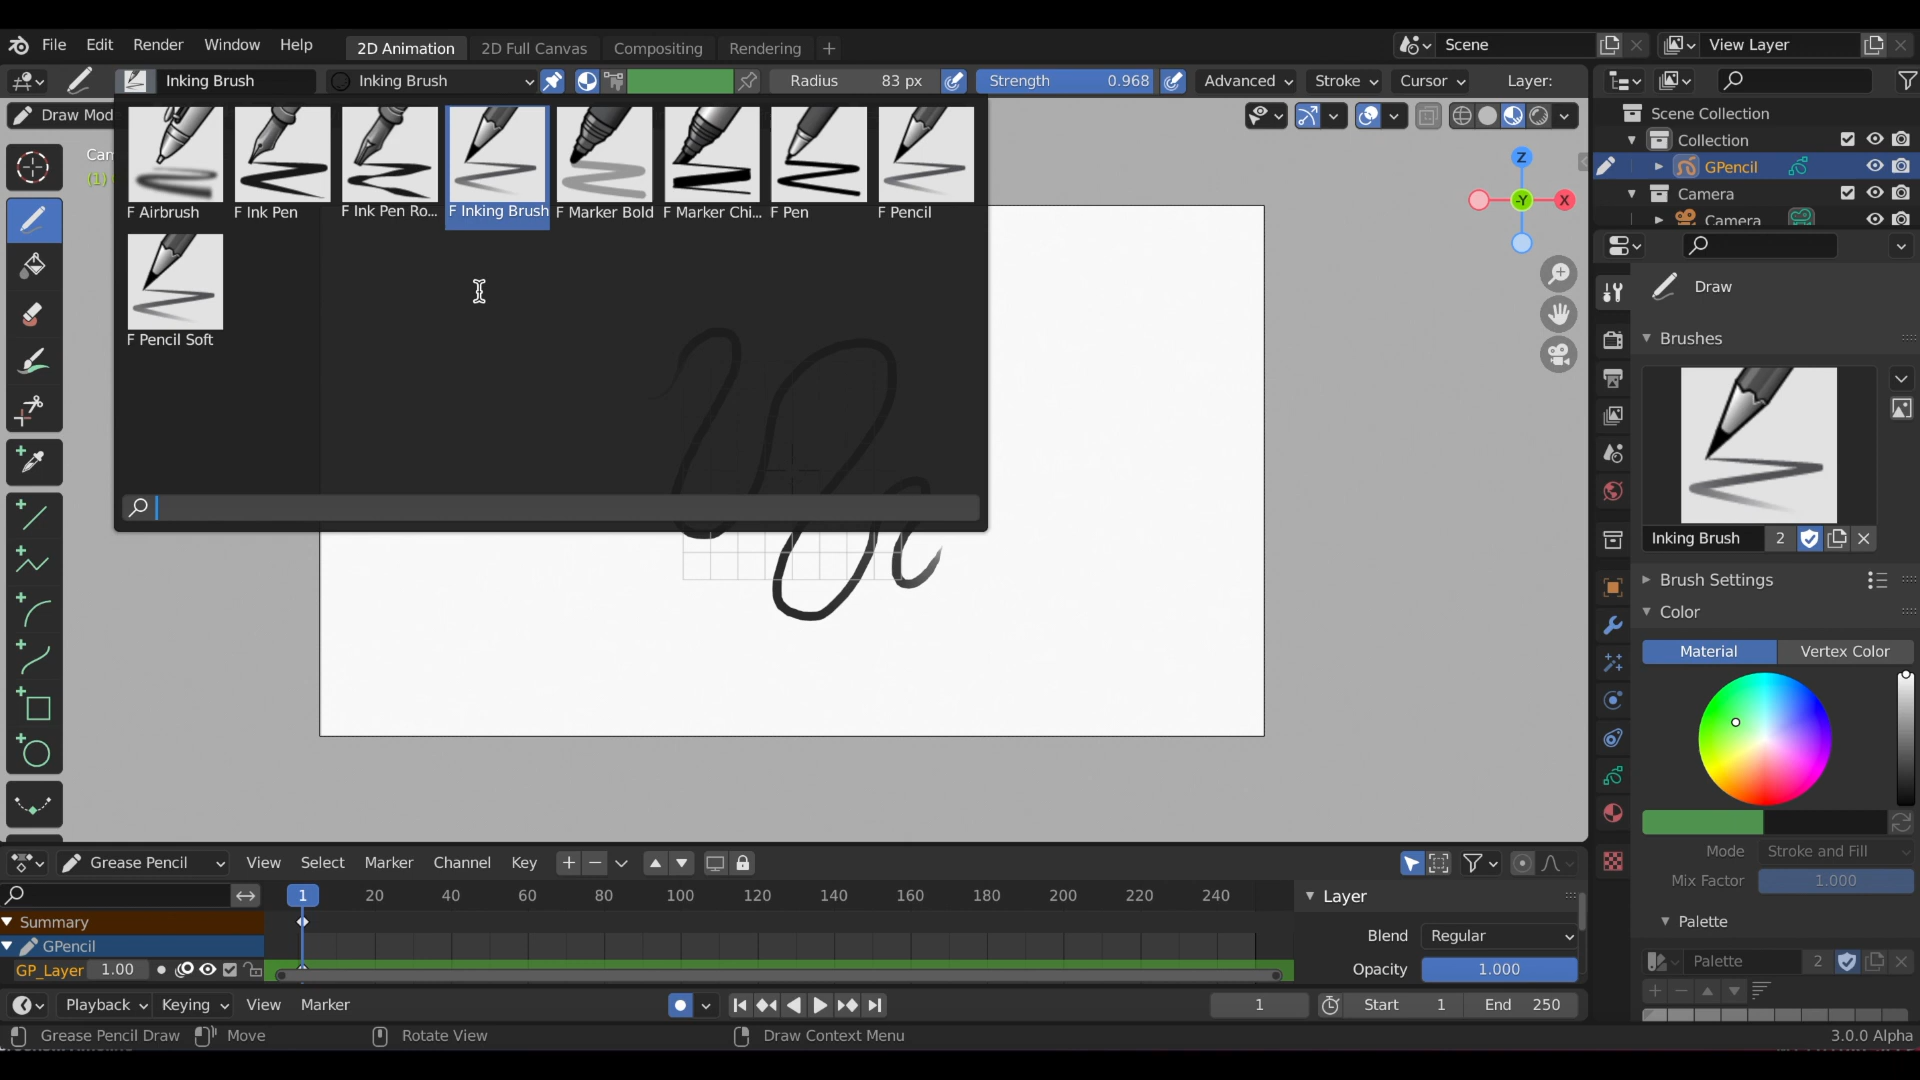 File Edit Render Window Help 2D Animation 2D Full Canvas Compositing Rendering + Scene View Layer
Inking Brush Inking Brush Radius 83 px Strength 0.968 Advanced Stroke Cursor Layer:
Draw Mod
Cam
(1)
F Airbrush F Ink Pen F Ink Pen Ro... F Inking Brush F Marker Bold F Marker Chi... F Pen F Pencil
F Pencil Soft
Z
-Y X
Scene Collection
Collection
GPencil
Camera
Camera
Draw
Brushes
Inking Brush 2
Brush Settings
Color
Material Vertex Color
Mode Stroke and Fill
Mix Factor 1.000
Palette
Palette 2
Grease Pencil View Select Marker Channel Key
1 20 40 60 80 100 120 140 160 180 200 220 240
Summary
GPencil
GP_Layer 1.00
Layer
Blend Regular
Opacity 1.000
Playback Keying View Marker 1 Start 1 End 250
Grease Pencil Draw Move Rotate View Draw Context Menu 3.0.0 Alpha